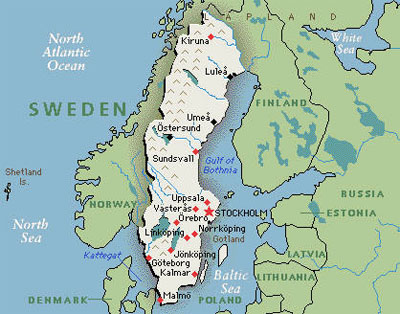 LAPLAND
North
Atlantic
Ocean
Kiruna
White
Sea
Luleå
SWEDEN
FINLAND
Umeå
Östersund
Sundsvall
Gulf of
Bothnia
Shetland
Is.
NORWAY
Uppsala
Västerås
STOCKHOLM
Örebro
RUSSIA
ESTONIA
North
Sea
Linköping
Norrköping
Gotland
Kattegat
Jönköping
Göteborg
LATVIA
Kalmar
Baltic
Sea
LITHUANIA
DENMARK
Malmö
POLAND